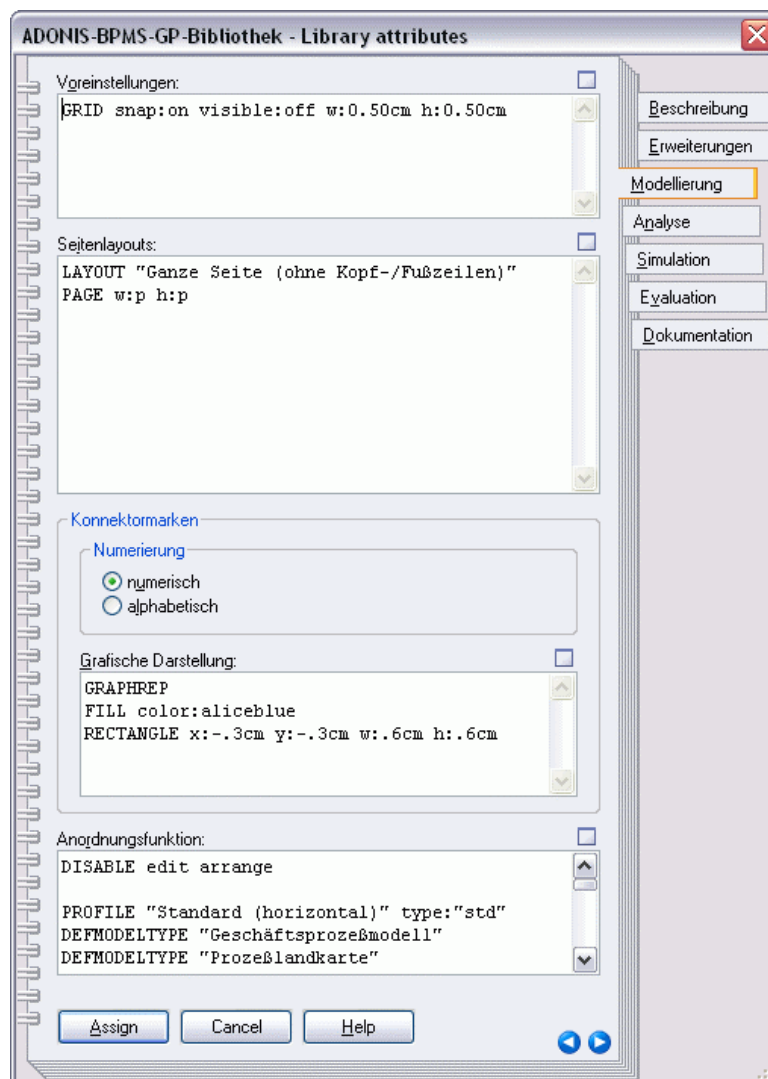 ADONIS-BPMS-GP-Bibliothek - Library attributes
Voreinstellungen:
GRID snap:on visible:off w:0.50cm h:0.50cm
Seitenlayouts:
LAYOUT "Ganze Seite (ohne Kopf-/Fußzeilen)"
PAGE w:p h:p
Konnektormarken
Numerierung
numerisch
alphabetisch
Grafische Darstellung:
GRAPHREP
FILL color:aliceblue
RECTANGLE x:-.3cm y:-.3cm w:.6cm h:.6cm
Anordnungsfunktion:
DISABLE edit arrange
PROFILE "Standard (horizontal)" type:"std"
DEFMODELTYPE "Geschäftsprozeßmodell"
DEFMODELTYPE "Prozeßlandkarte"
Assign
Cancel
Help
Beschreibung
Erweiterungen
Modellierung
Analyse
Simulation
Evaluation
Dokumentation